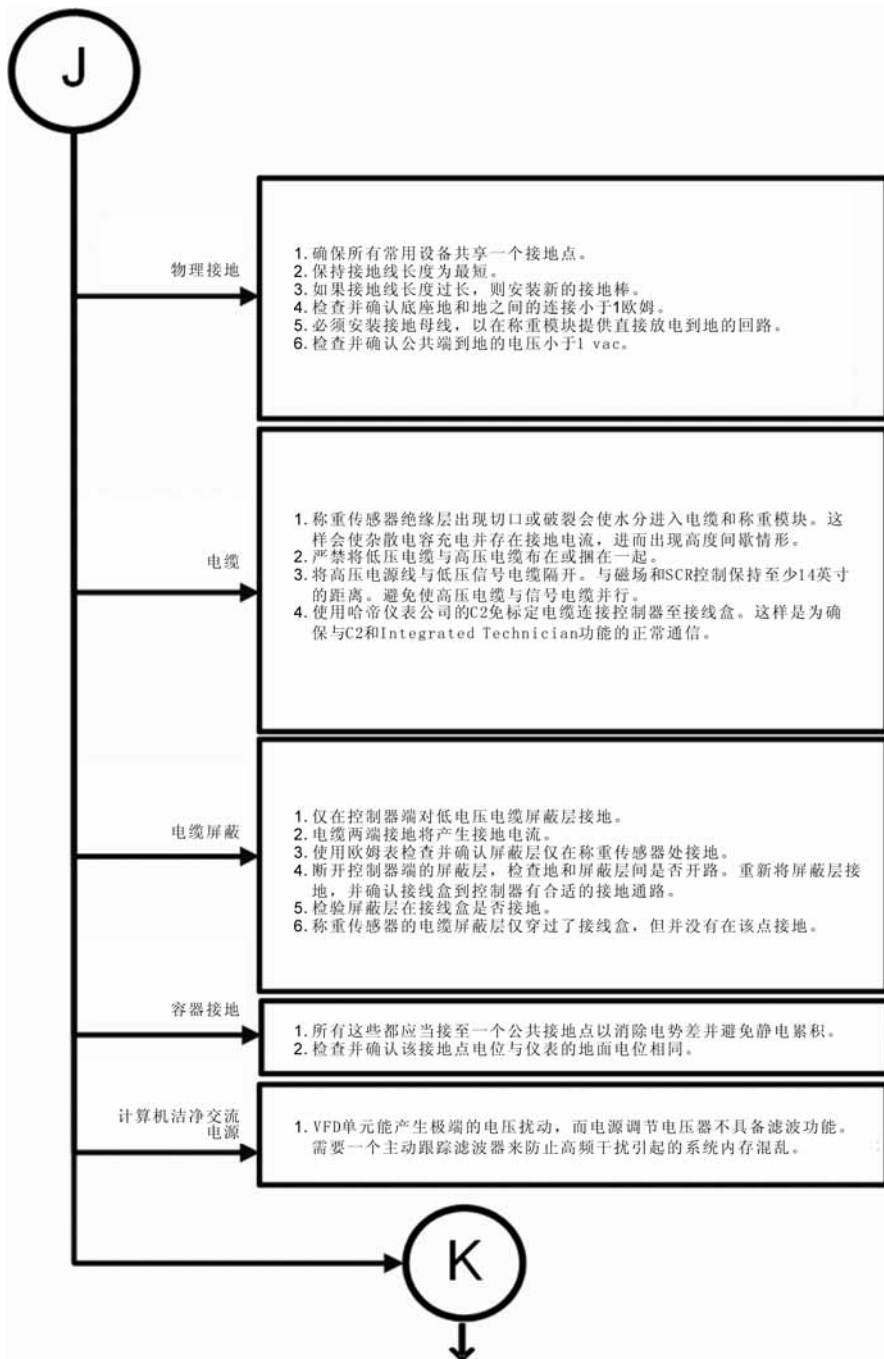 J
物理接地
1. 确保所有常用设备共享一个接地点。
2. 保持接地线长度为最短。
3. 如果接地线长度过长，则安装新的接地棒。
4. 检查并确认底座地和地之间的连接小于1欧姆。
5. 必须安装接地母线，以在称重模块提供直接放电到地的回路。
6. 检查并确认公共端到地的电压小于1 vac。
电缆
1. 称重传感器绝缘层出现切口或破裂会使水分进入电缆和称重模块。这
样会使杂散电容充电并存在接地电流，进而出现高度间歇情形。
2. 严禁将低压电缆与高压电缆布在或捆在一起。
3. 将高压电源线与低压信号电缆隔开。与磁场和SCR控制保持至少14英寸
的距离。避免使高压电缆与信号电缆并行。
4. 使用哈帝仪表公司的C2免标定电缆连接控制器至接线盒。这样是为确
保与C2和Integrated Technician功能的正常通信。
电缆屏蔽
1. 仅在控制器端对低电压电缆屏蔽层接地。
2. 电缆两端接地将产生接地电流。
3. 使用欧姆表检查并确认屏蔽层仅在称重传感器处接地。
4. 断开控制器端的屏蔽层，检查地和屏蔽层间是否开路。重新将屏蔽层接
地，并确认接线盒到控制器有合适的接地通路。
5. 检验屏蔽层在接线盒是否接地。
6. 称重传感器的电缆屏蔽层仅穿过了接线盒，但并没有在该点接地。
容器接地
1. 所有这些都应当接至一个公共接地点以消除电势差并避免静电累积。
2. 检查并确认该接地点电位与仪表的地面电位相同。
计算机洁净交流
电源
1. VFD单元能产生极端的电压扰动，而电源调节电压器不具备滤波功能。
需要一个主动跟踪滤波器来防止高频干扰引起的系统内存混乱。
K